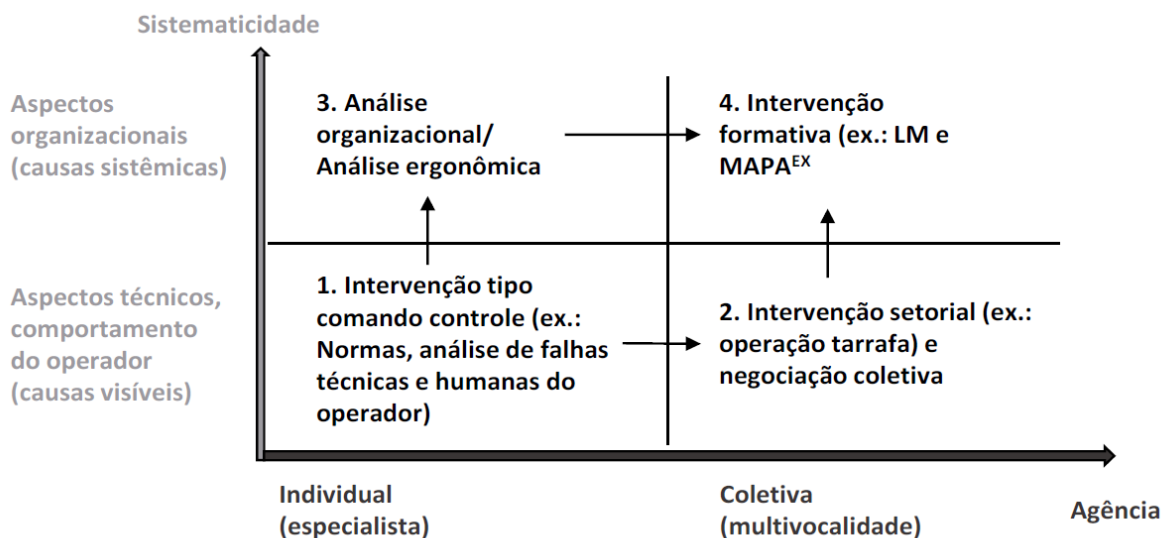 Sistematicidade
Aspectos
organizacionais
(causas sistêmicas)
3. Análise
organizacional/
Análise ergonômica
4. Intervenção
formativa (ex.: LM e
MAPAᴱˣ
Aspectos técnicos,
comportamento
do operador
(causas visíveis)
1. Intervenção tipo
comando controle (ex.:
Normas, análise de falhas
técnicas e humanas do
operador)
2. Intervenção setorial (ex.:
operação tarrafa) e
negociação coletiva
Individual
(especialista)
Coletiva
(multivocalidade)
Agência